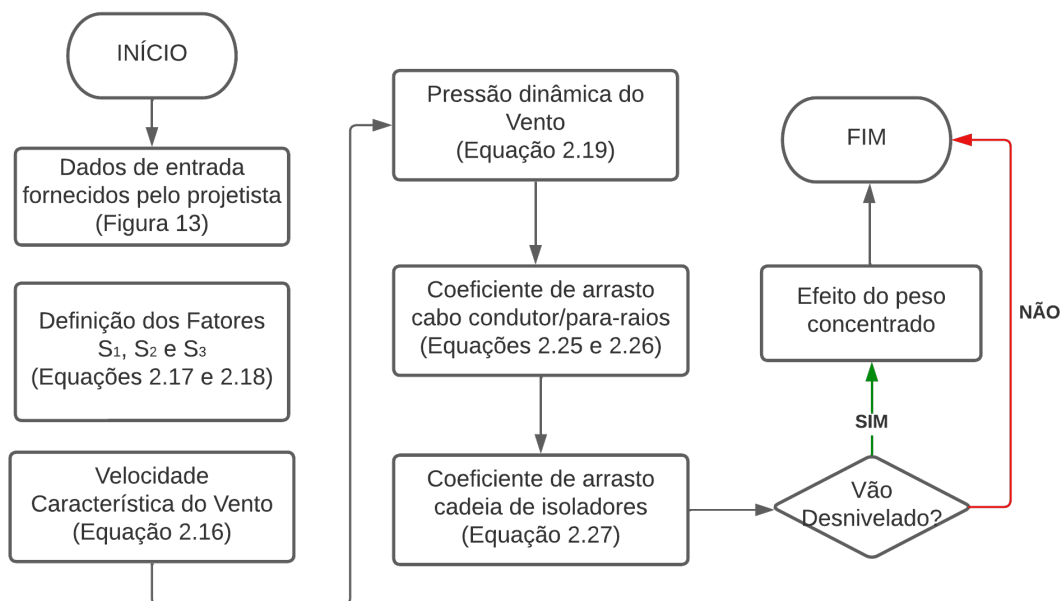 INÍCIO
Dados de entrada
fornecidos pelo projetista
(Figura 13)
Definição dos Fatores
S₁, S₂ e S₃
(Equações 2.17 e 2.18)
Velocidade
Característica do Vento
(Equação 2.16)
Pressão dinâmica do
Vento
(Equação 2.19)
Coeficiente de arrasto
cabo condutor/para-raios
(Equações 2.25 e 2.26)
Coeficiente de arrasto
cadeia de isoladores
(Equação 2.27)
Vão
Desnivelado?
SIM
NÃO
Efeito do peso
concentrado
FIM